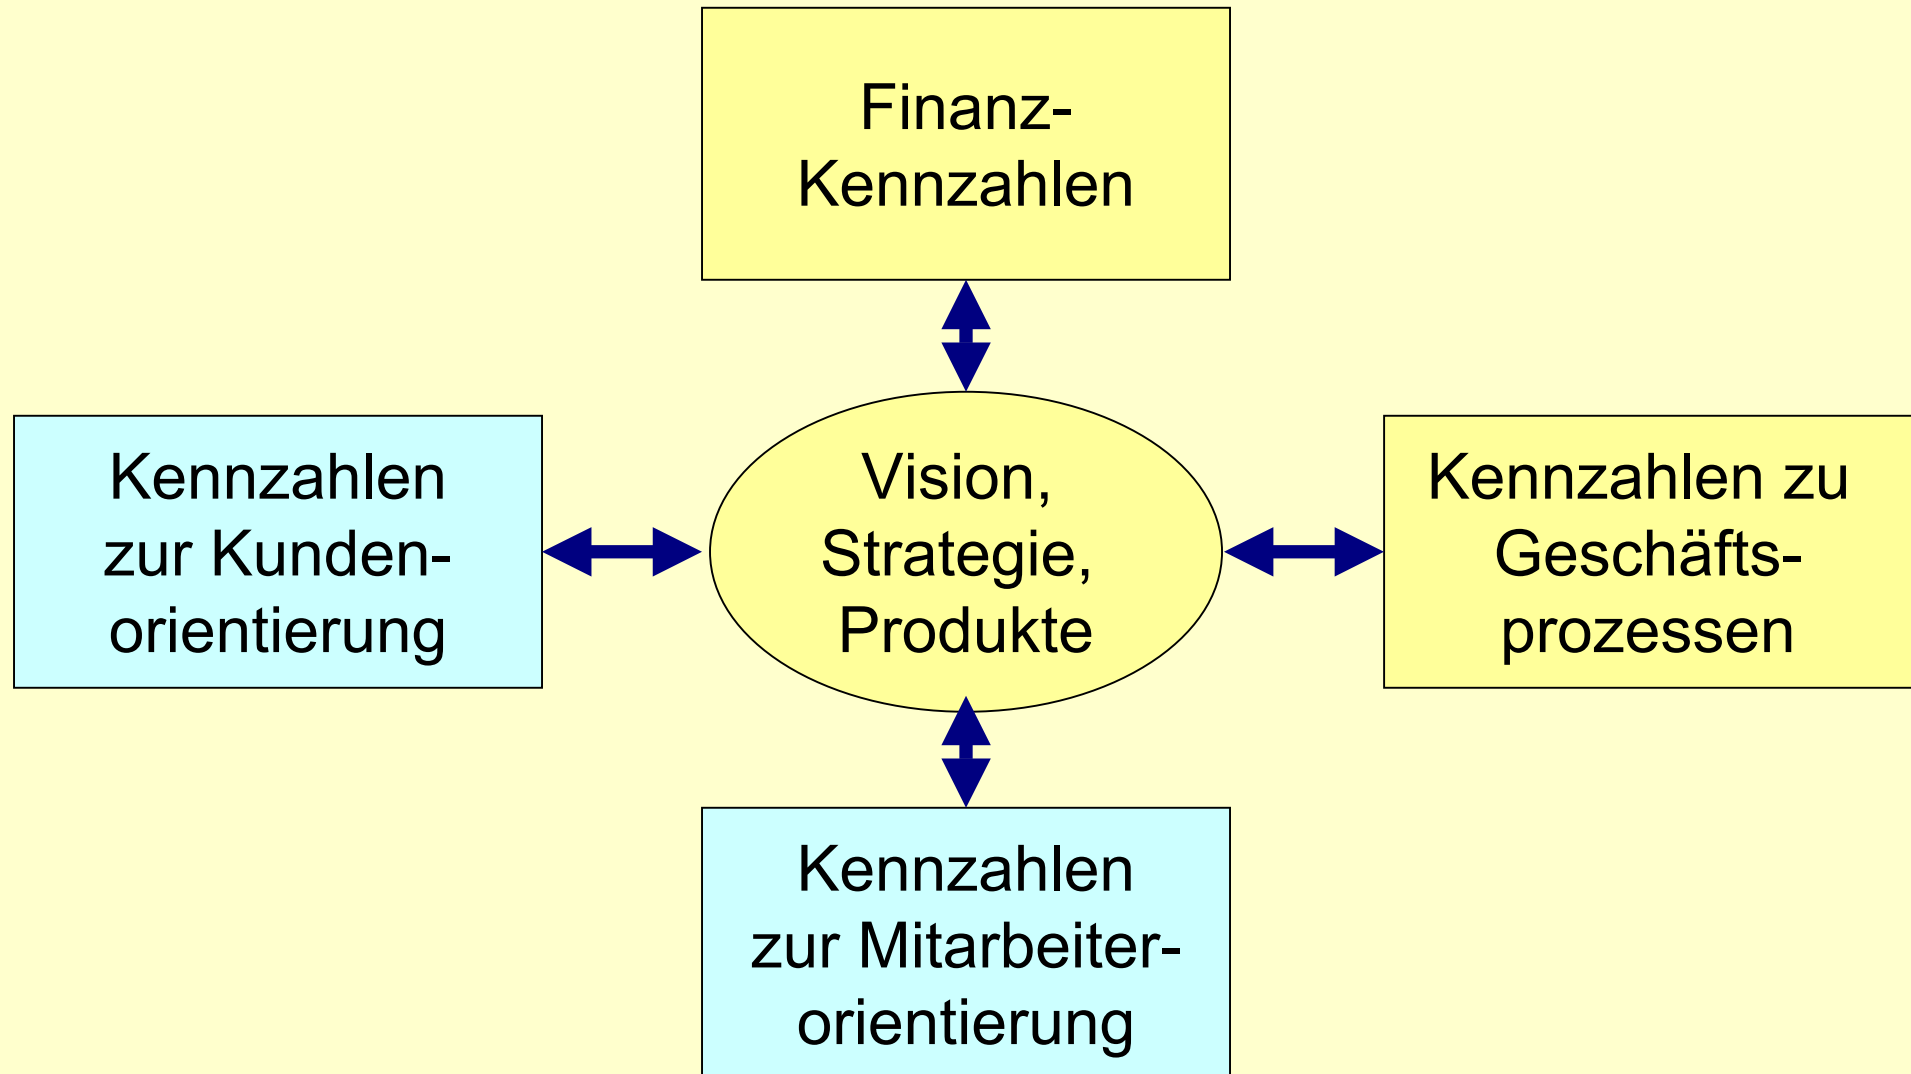 Finanz-
Kennzahlen
Kennzahlen
zur Kunden-
orientierung
Vision,
Strategie,
Produkte
Kennzahlen zu
Geschäfts-
prozessen
Kennzahlen
zur Mitarbeiter-
orientierung